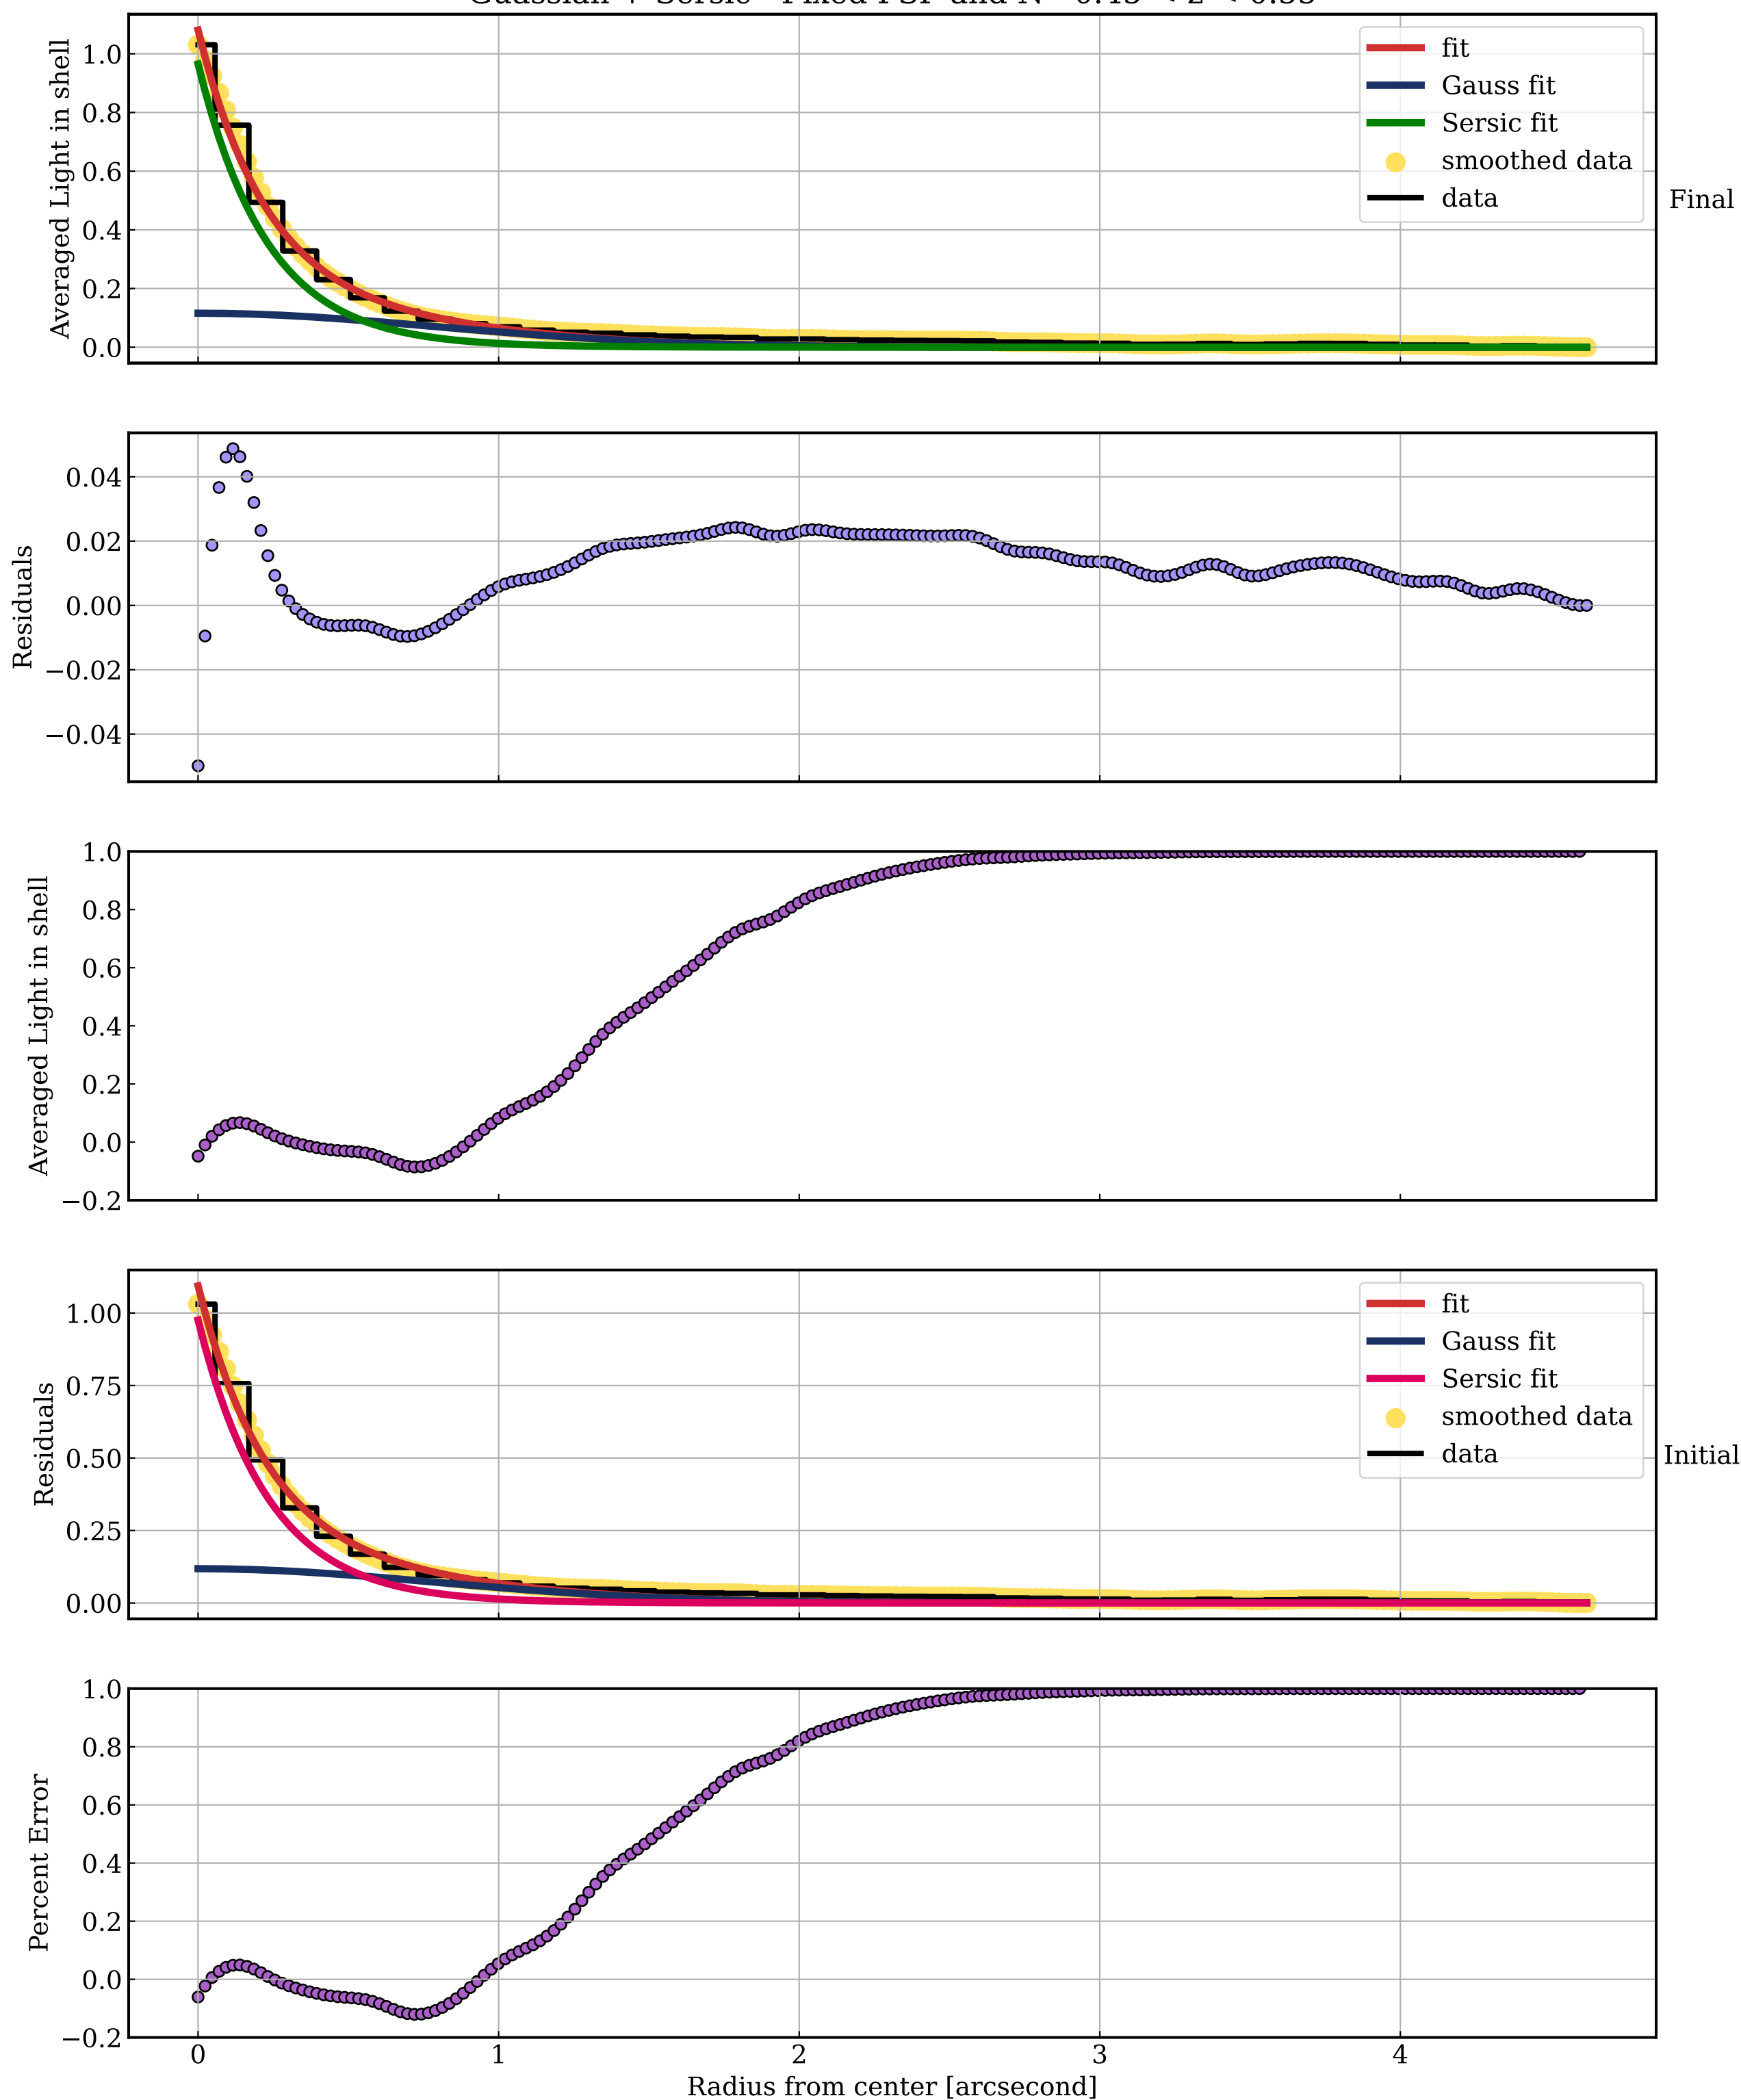 1.0
0.8
0.6
0.4
0.2
0.0
Averaged Light in shell
fit
Gauss fit
Sersic fit
smoothed data
data
Final
0.04
0.02
0.00
−0.02
−0.04
Residuals
1.0
0.8
0.6
0.4
0.2
0.0
−0.2
Averaged Light in shell
1.00
0.75
0.50
0.25
0.00
Residuals
fit
Gauss fit
Sersic fit
smoothed data
data
Initial
1.0
0.8
0.6
0.4
0.2
0.0
−0.2
Percent Error
0 1 2 3 4
Radius from center [arcsecond]